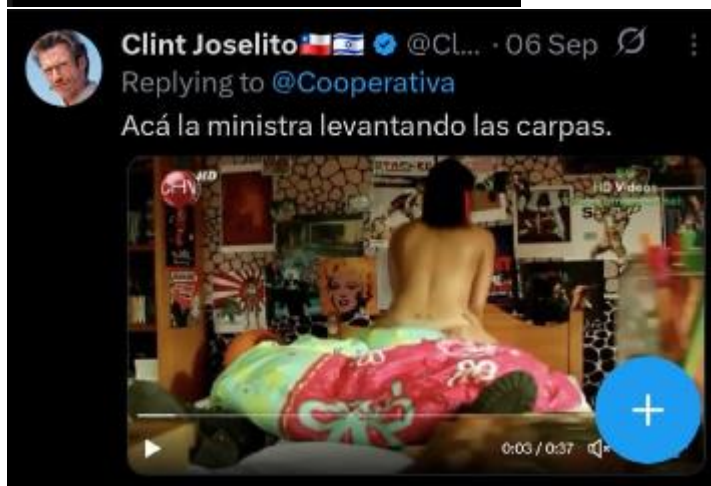 Clint Joselito @Cl... · 06 Sep
Replying to @Cooperativa
Acá la ministra levantando las carpas.
CHV HD
HD Videos
0:03 / 0:37